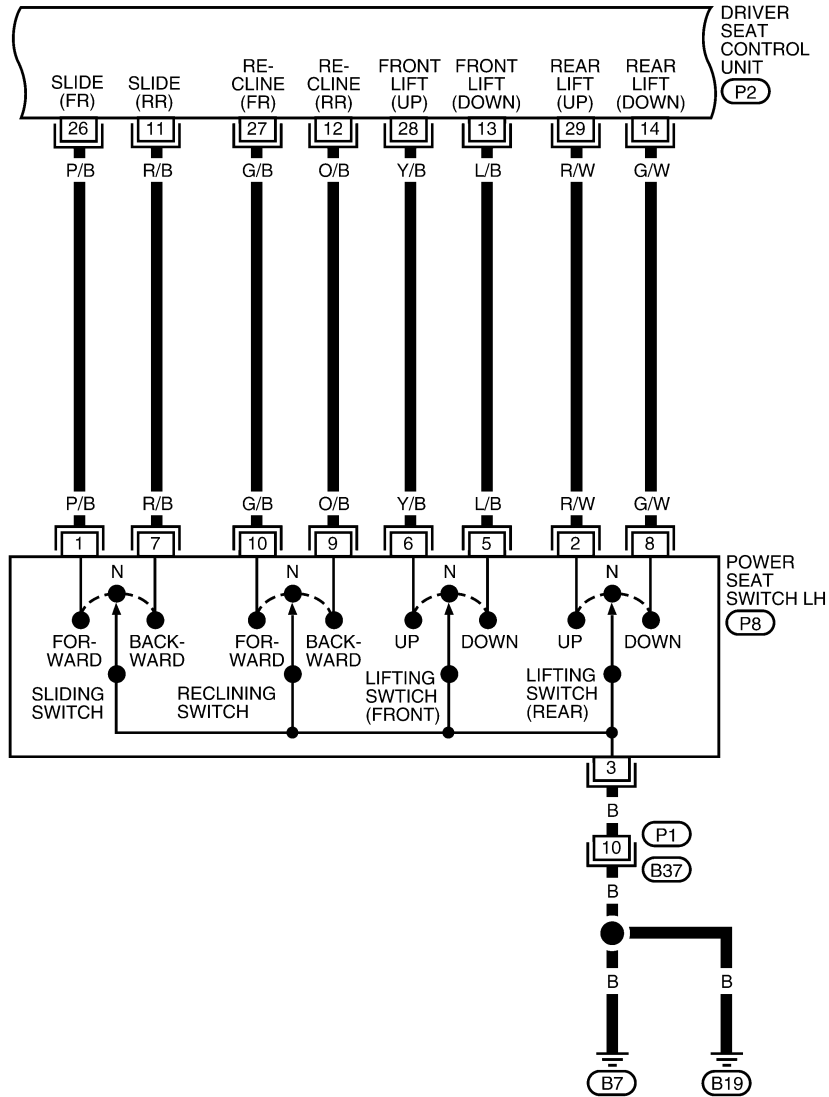 DRIVER
SEAT
CONTROL
UNIT
P2
SLIDE
(FR)
SLIDE
(RR)
RE-
CLINE
(FR)
RE-
CLINE
(RR)
FRONT
LIFT
(UP)
FRONT
LIFT
(DOWN)
REAR
LIFT
(UP)
REAR
LIFT
(DOWN)
26 11 27 12 28 13 29 14
P/B R/B G/B O/B Y/B L/B R/W G/W
P/B R/B G/B O/B Y/B L/B R/W G/W
1 7 10 9 6 5 2 8
POWER
SEAT
SWITCH LH
P8
N N N N
FOR-
WARD
BACK-
WARD
FOR-
WARD
BACK-
WARD
UP DOWN UP DOWN
SLIDING
SWITCH
RECLINING
SWITCH
LIFTING
SWTICH
(FRONT)
LIFTING
SWITCH
(REAR)
3
B
10
P1
B37
B
B B
B7 B19